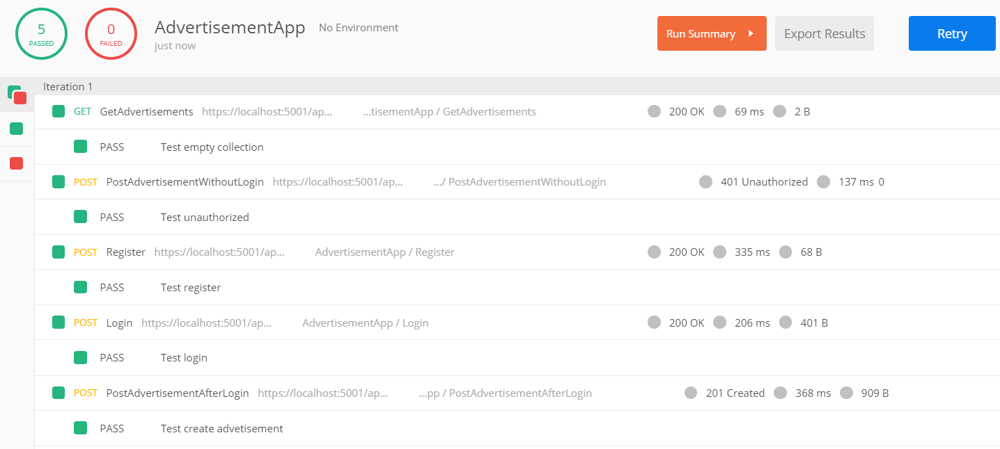 5
PASSED
0
FAILED
AdvertisementApp No Environment
just now
Run Summary
Export Results
Retry
Iteration 1
GET GetAdvertisements https://localhost:5001/ap... ...tisementApp / GetAdvertisements 200 OK 69 ms 2 B
PASS Test empty collection
POST PostAdvertisementWithoutLogin https://localhost:5001/ap... .../ PostAdvertisementWithoutLogin 401 Unauthorized 137 ms 0
PASS Test unauthorized
POST Register https://localhost:5001/ap... AdvertisementApp / Register 200 OK 335 ms 68 B
PASS Test register
POST Login https://localhost:5001/ap... AdvertisementApp / Login 200 OK 206 ms 401 B
PASS Test login
POST PostAdvertisementAfterLogin https://localhost:5001/ap... ...pp / PostAdvertisementAfterLogin 201 Created 368 ms 909 B
PASS Test create advetisement